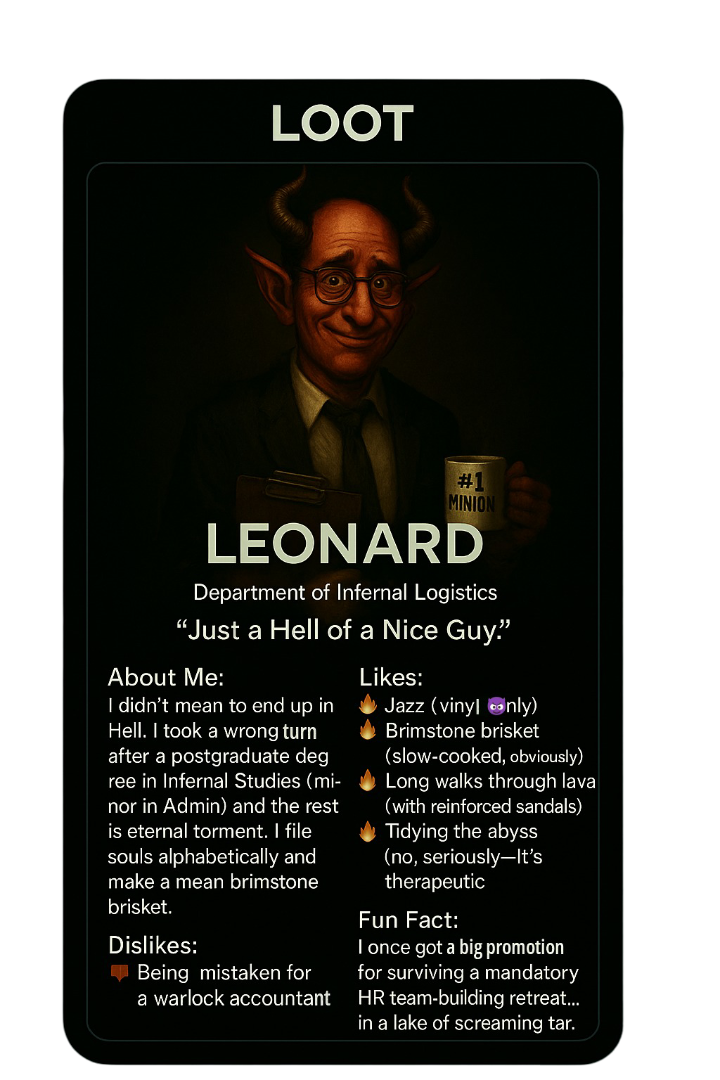 LOOT
#1
MINION
LEONARD
Department of Infernal Logistics
“Just a Hell of a Nice Guy.”
About Me:
I didn’t mean to end up in
Hell. I took a wrong turn
after a postgraduate deg
ree in Infernal Studies (mi-
nor in Admin) and the rest
is eternal torment. I file
souls alphabetically and
make a mean brimstone
brisket.
Dislikes:
Being mistaken for
a warlock accountant
Likes:
🔥 Jazz (vinyl 😈nly)
🔥 Brimstone brisket
(slow-cooked, obviously)
🔥 Long walks through lava
(with reinforced sandals)
🔥 Tidying the abyss
(no, seriously—It’s
therapeutic
Fun Fact:
I once got a big promotion
for surviving a mandatory
HR team-building retreat...
in a lake of screaming tar.